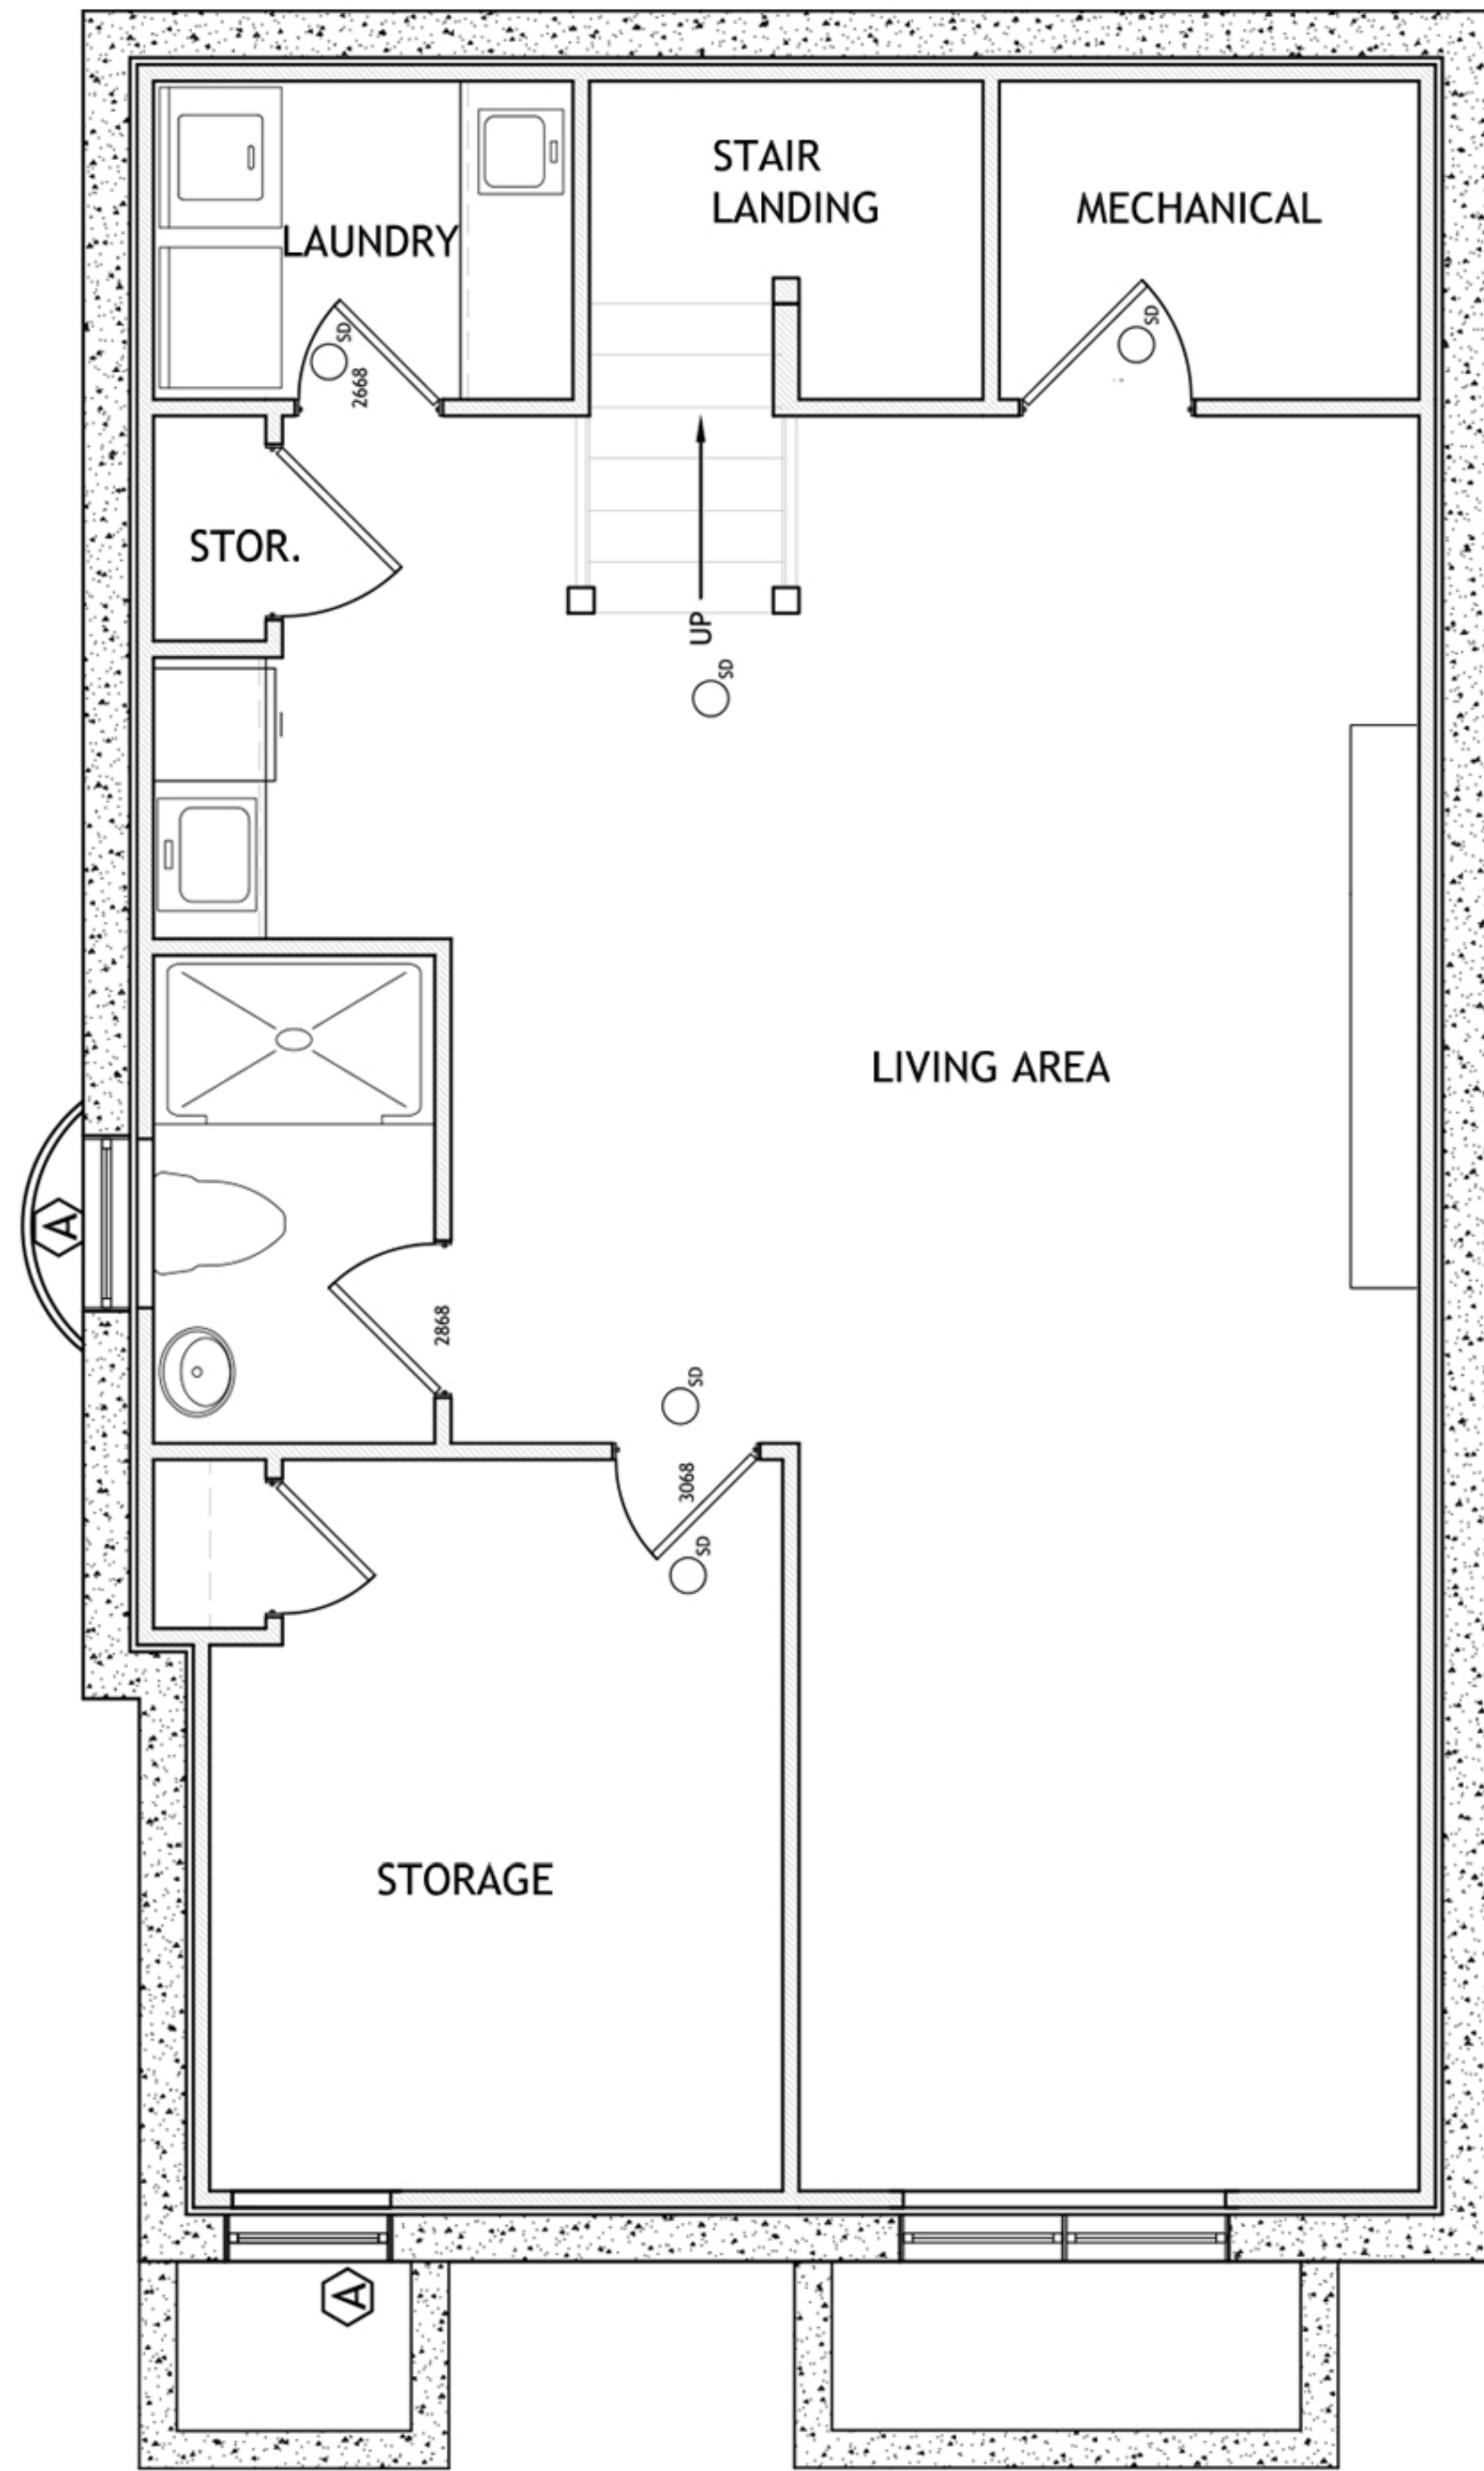 STAIR
LANDING
MECHANICAL
LAUNDRY
SD
2668
SD
STOR.
UP
SD
LIVING AREA
A
2868
SD
3068
SD
STORAGE
A